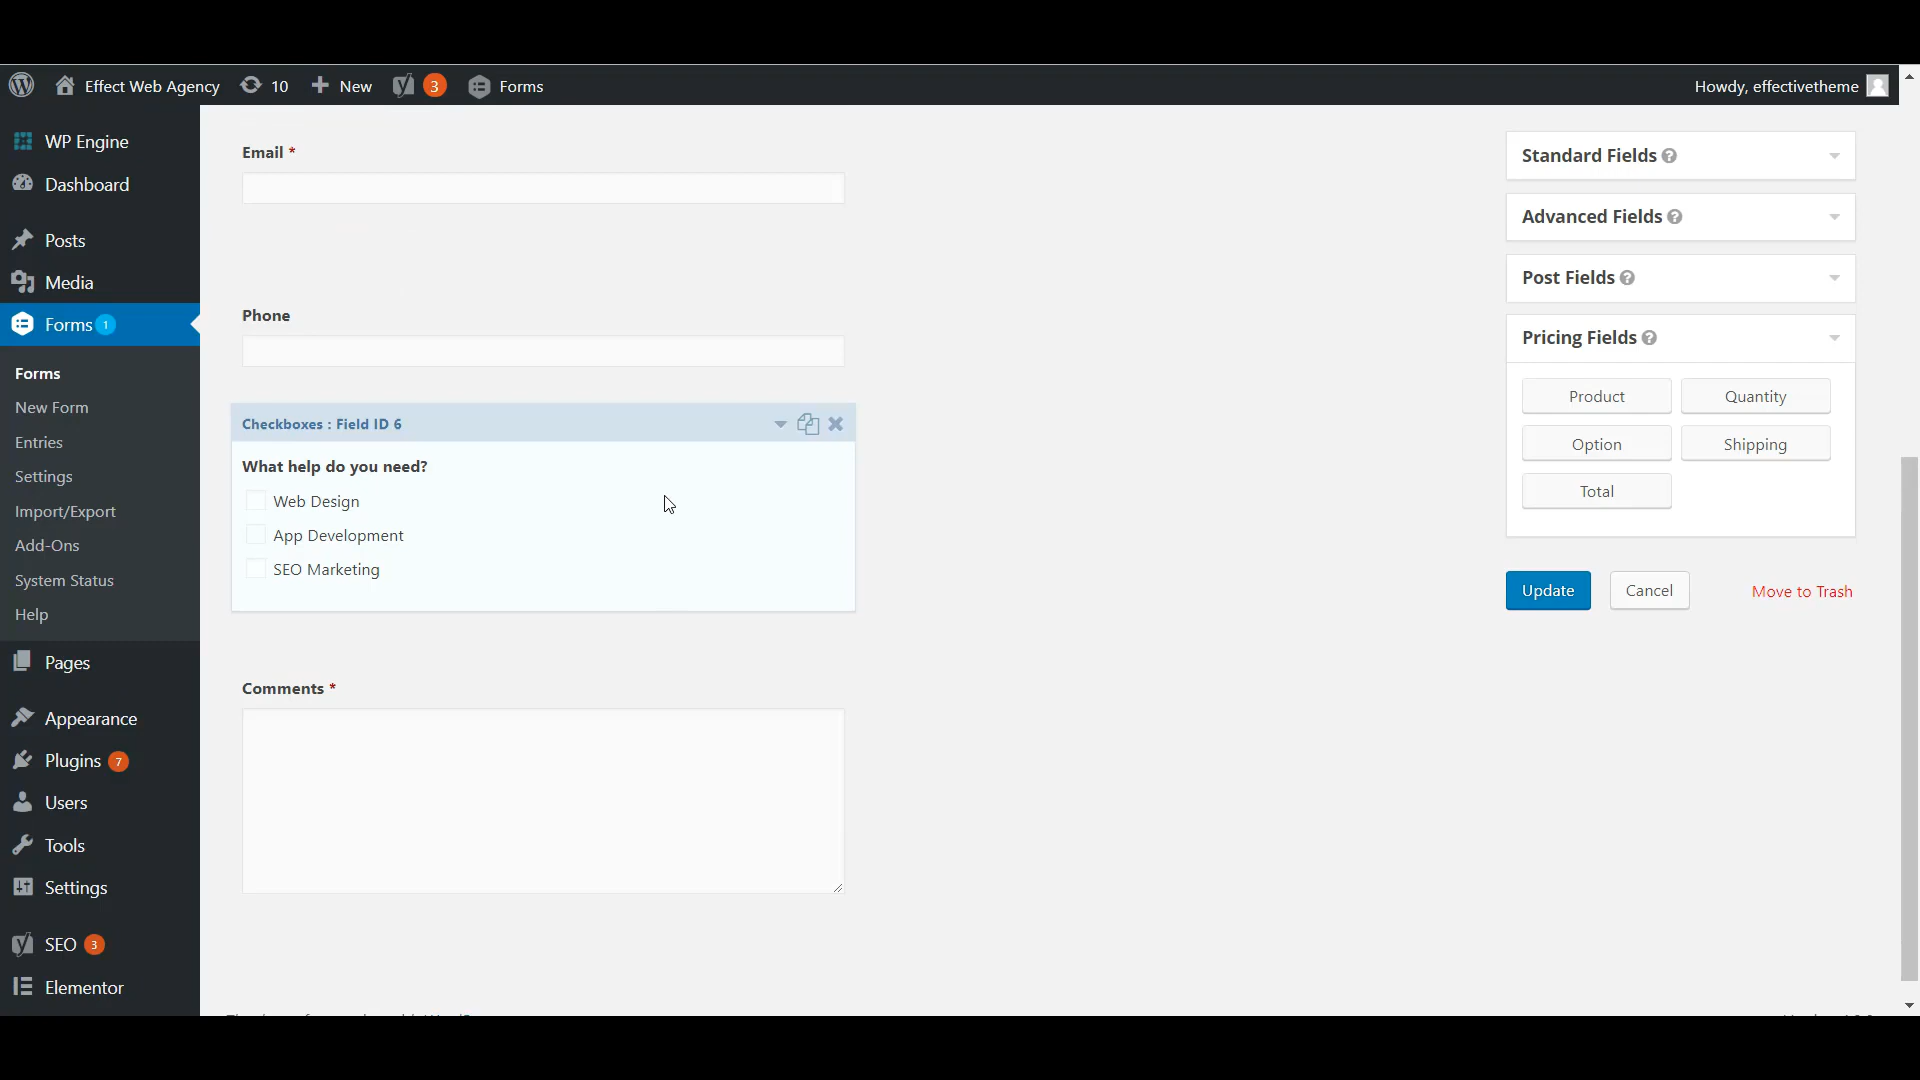 Effect Web Agency 10 New 3 Forms Howdy, effectivetheme
WP Engine
Dashboard
Posts
Media
Forms 1
Forms
New Form
Entries
Settings
Import/Export
Add-Ons
System Status
Help
Pages
Appearance
Plugins 7
Users
Tools
Settings
SEO 3
Elementor
Email *
Phone
Checkboxes : Field ID 6
What help do you need?
Web Design
App Development
SEO Marketing
Comments *
Standard Fields
Advanced Fields
Post Fields
Pricing Fields
Product Quantity
Option Shipping
Total
Update Cancel Move to Trash